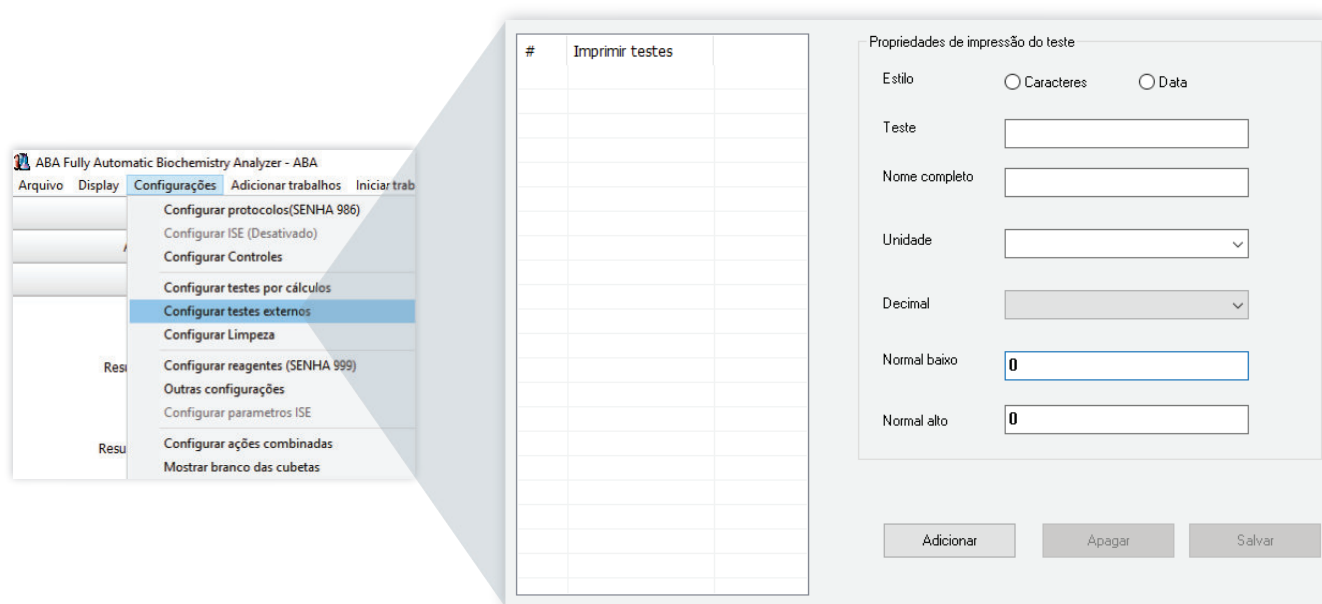 ABA Fully Automatic Biochemistry Analyzer - ABA
Arquivo Display Configurações Adicionar trabalhos Iniciar trab
Configurar protocolos(SENHA 986)
Configurar ISE (Desativado)
Configurar Controles
Configurar testes por cálculos
Configurar testes externos
Configurar Limpeza
Resu
Configurar reagentes (SENHA 999)
Outras configurações
Configurar parametros ISE
Resu
Configurar ações combinadas
Mostrar branco das cubetas
# Imprimir testes
Propriedades de impressão do teste
Estilo Caracteres Data
Teste
Nome completo
Unidade
Decimal
Normal baixo 0
Normal alto 0
Adicionar Apagar Salvar